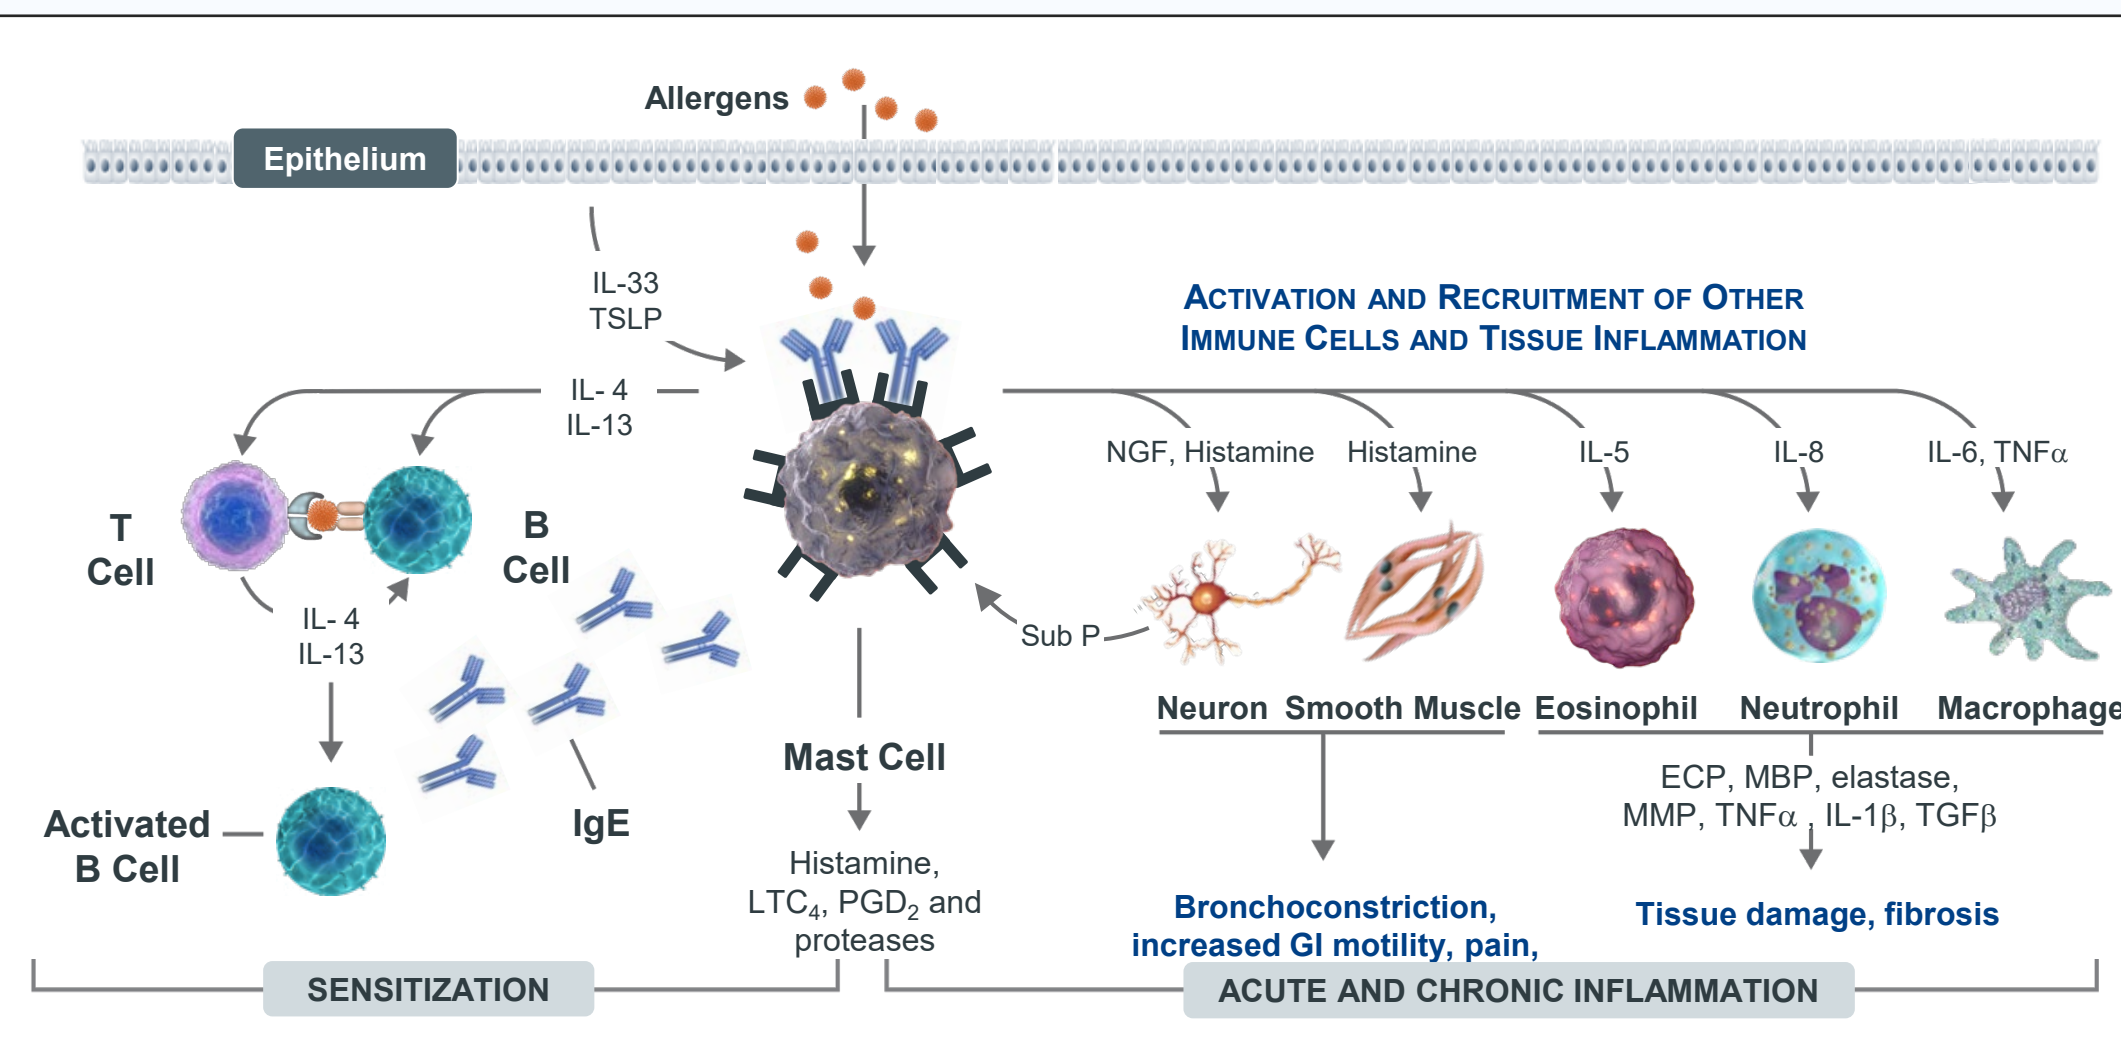 Allergens
Epithelium
IL-33
TSLP
ACTIVATION AND RECRUITMENT OF OTHER
IMMUNE CELLS AND TISSUE INFLAMMATION
IL- 4
IL-13
NGF, Histamine
Histamine
IL-5
IL-8
IL-6, TNFα
T
Cell
B
Cell
IL- 4
IL-13
Sub P
Neuron
Smooth Muscle
Eosinophil
Neutrophil
Macrophage
Mast Cell
ECP, MBP, elastase,
MMP, TNFα , IL-1β, TGFβ
Activated
B Cell
IgE
Histamine,
LTC₄, PGD₂ and
proteases
Bronchoconstriction,
increased GI motility, pain,
Tissue damage, fibrosis
SENSITIZATION
ACUTE AND CHRONIC INFLAMMATION